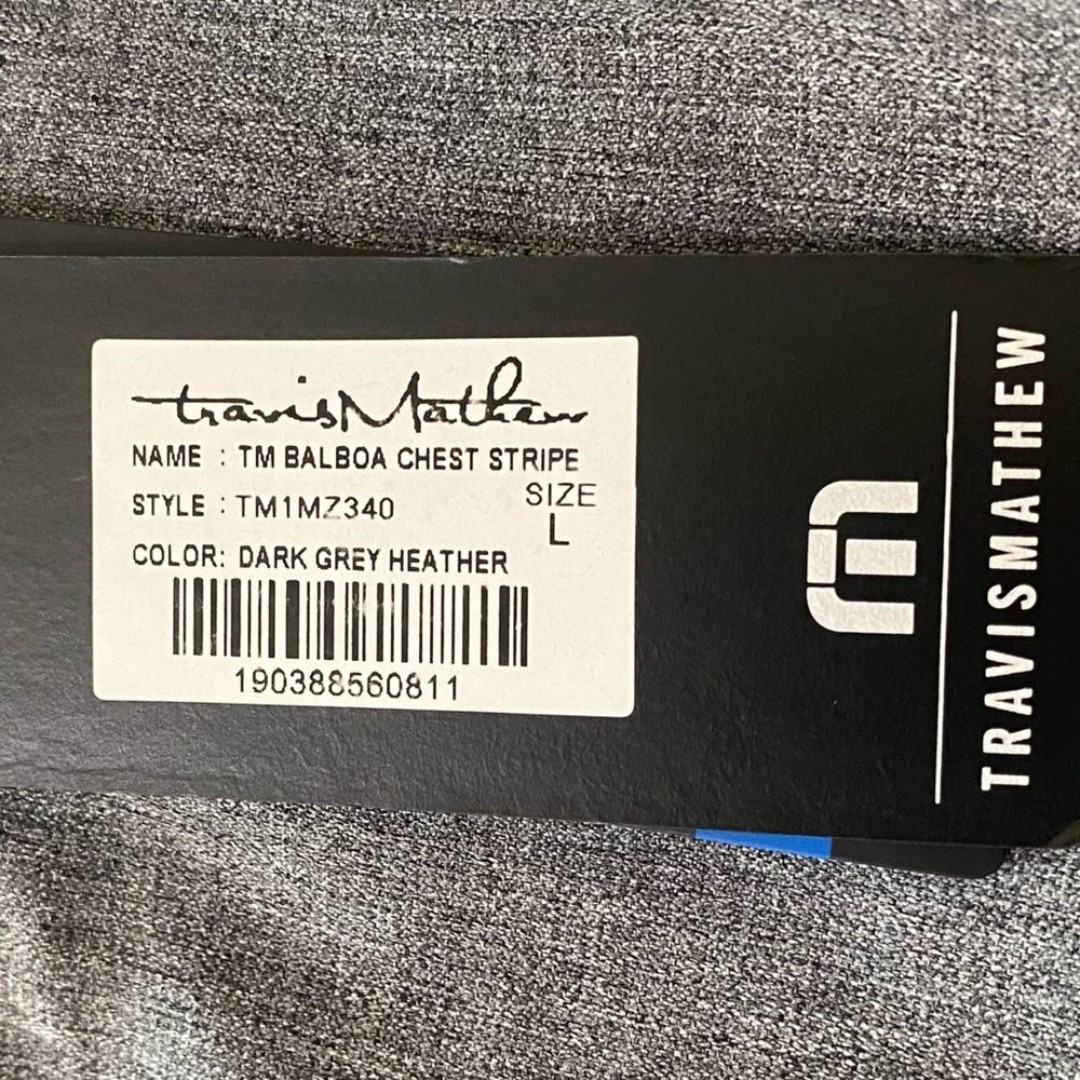 travisMathew
NAME : TM BALBOA CHEST STRIPE
STYLE : TM1MZ340
SIZE
L
COLOR: DARK GREY HEATHER
190388560811
TRAVISMATHEW